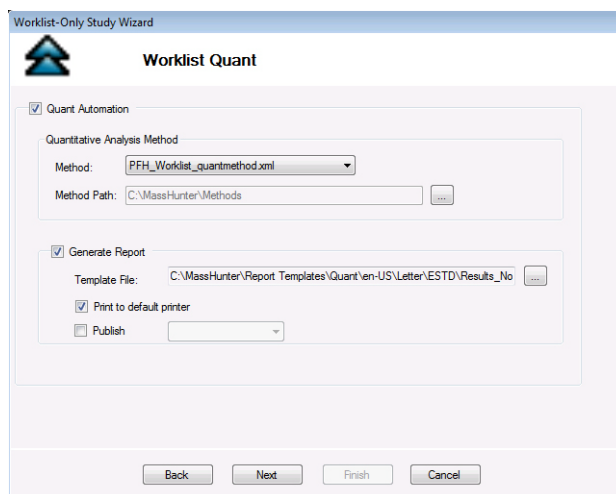 Worklist-Only Study Wizard
Worklist Quant
Quant Automation
Quantitative Analysis Method
Method: PFH_Worklist_quantmethod.xml
Method Path: C:\MassHunter\Methods ...
Generate Report
Template File: C:\MassHunter\Report Templates\Quant\en-US\Letter\ESTD\Results_No ...
Print to default printer
Publish
Back Next Finish Cancel